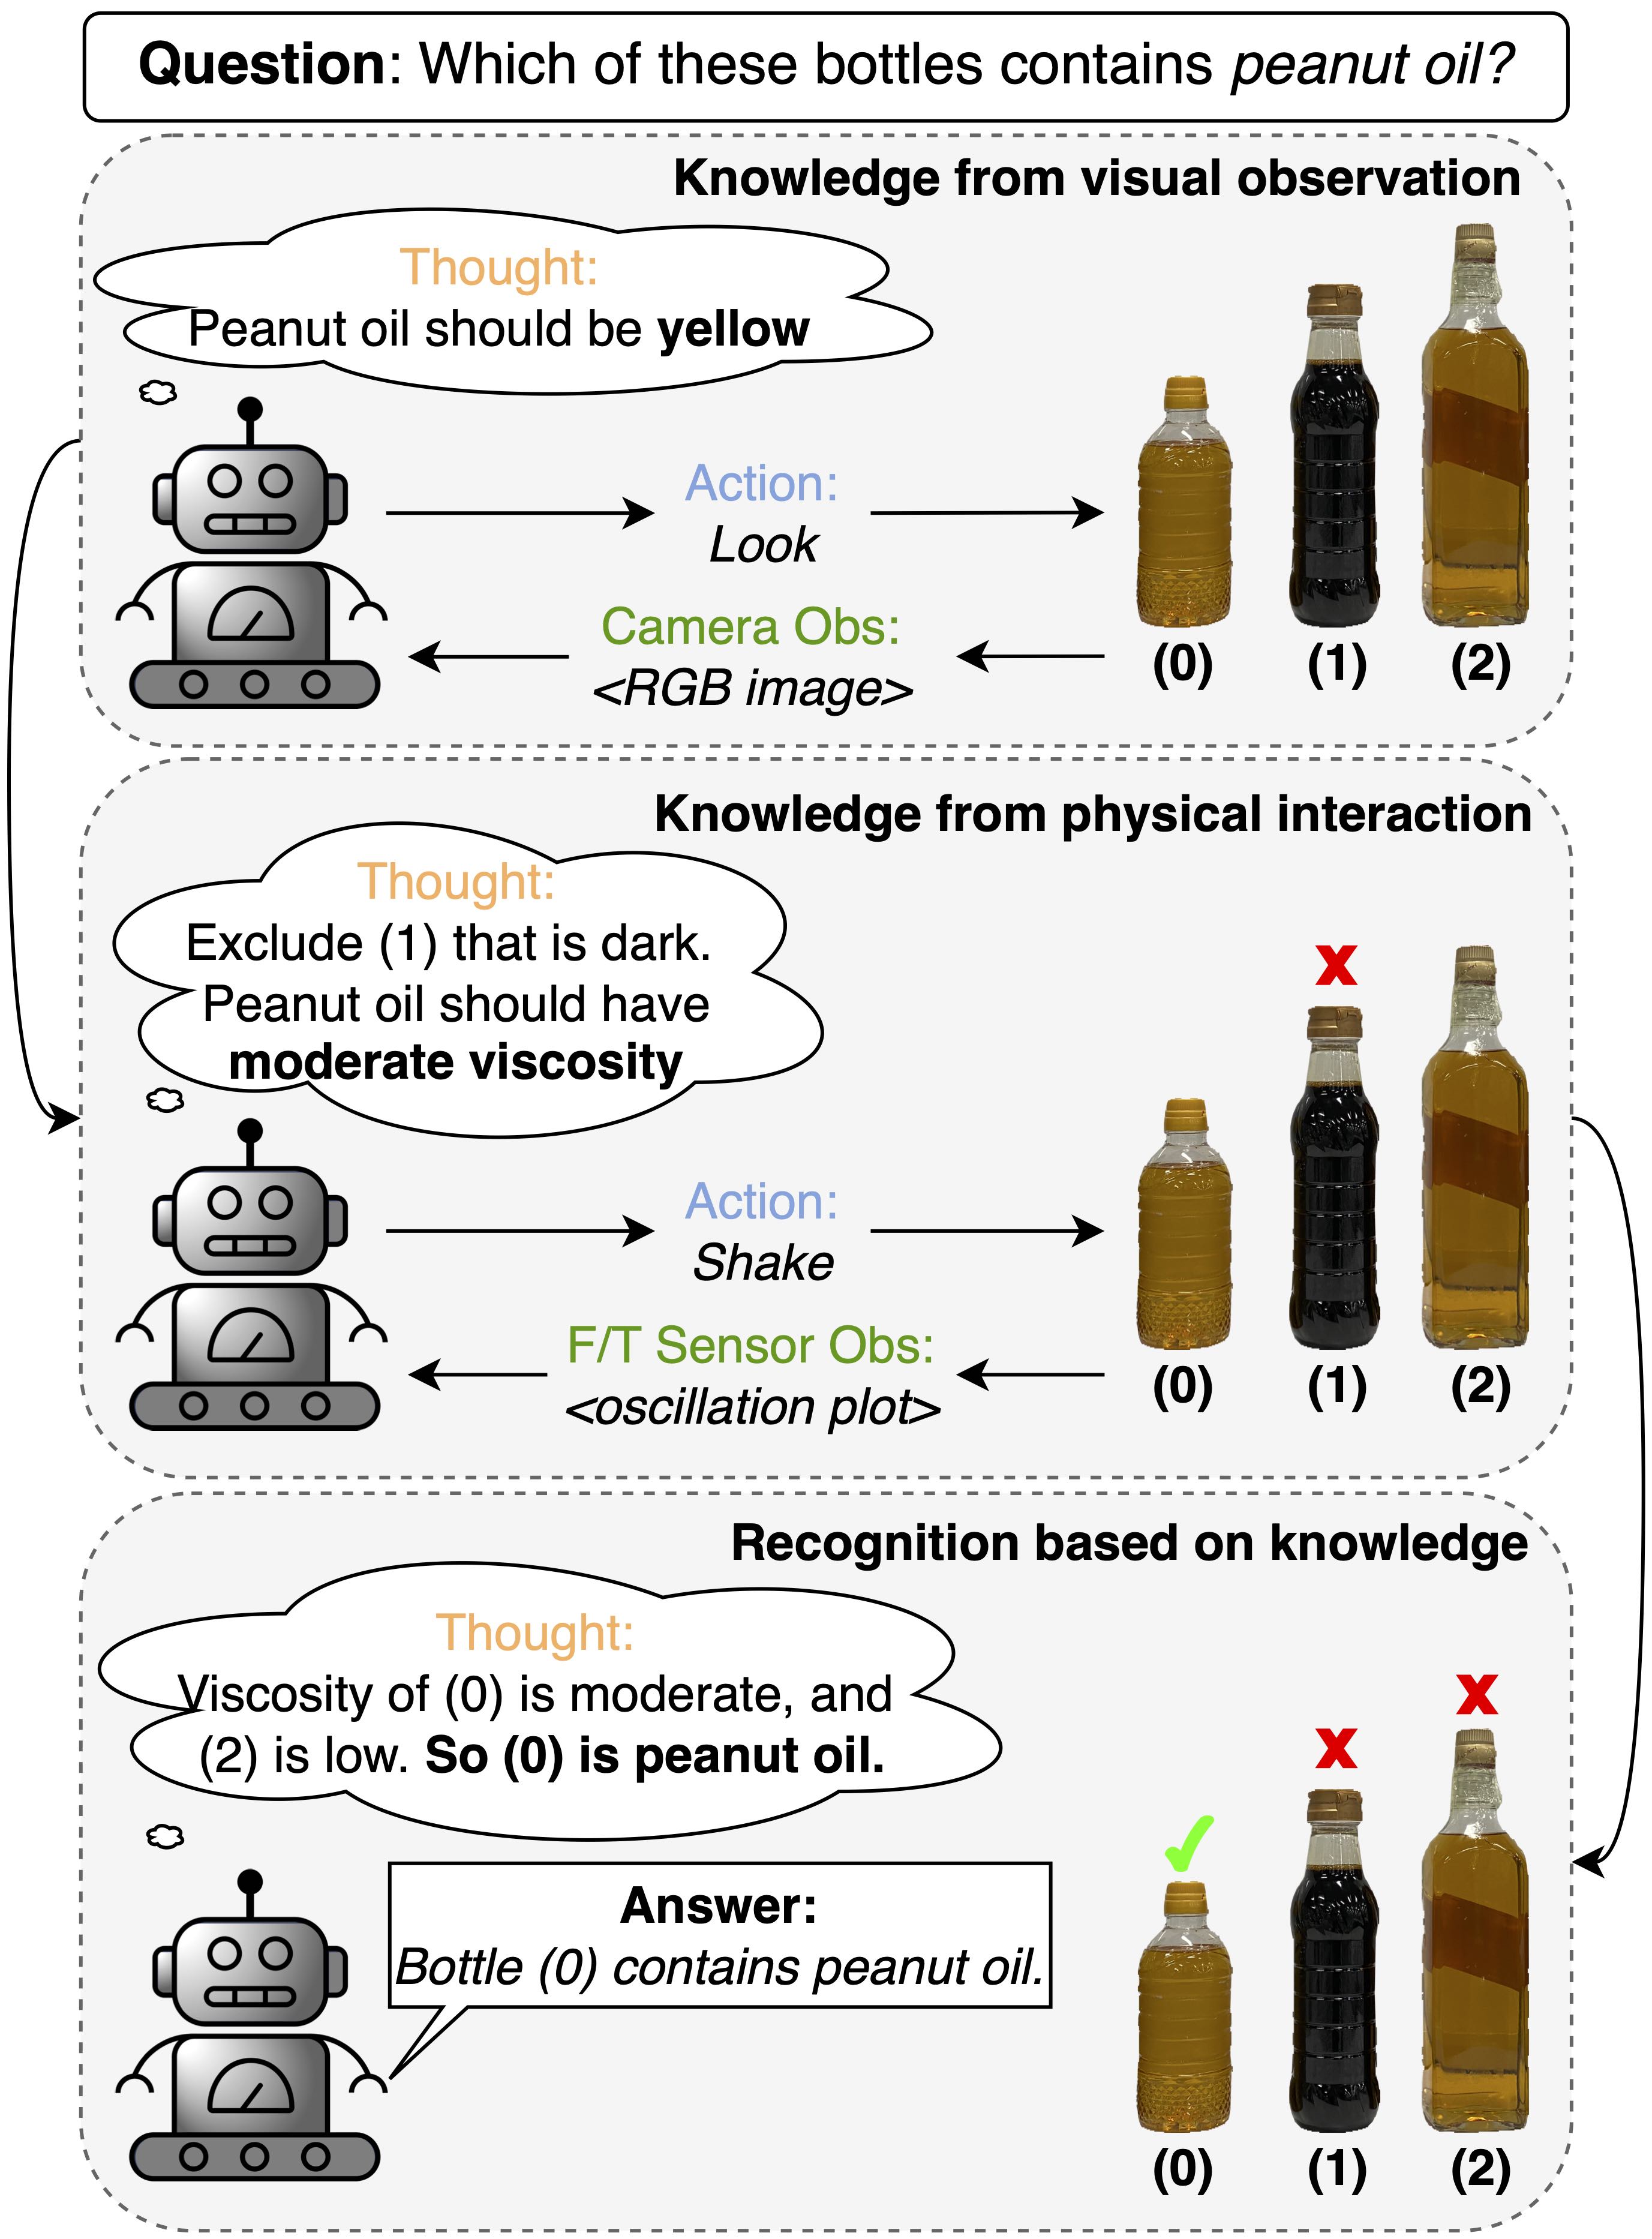 Question: Which of these bottles contains peanut oil?
Knowledge from visual observation
Thought:
Peanut oil should be yellow
Action:
Look
Camera Obs:
<RGB image>
(0) (1) (2)
Knowledge from physical interaction
Thought:
Exclude (1) that is dark.
Peanut oil should have
moderate viscosity
X
Action:
Shake
F/T Sensor Obs:
<oscillation plot>
(0) (1) (2)
Recognition based on knowledge
Thought:
Viscosity of (0) is moderate, and
(2) is low. So (0) is peanut oil.
X
X
Answer:
Bottle (0) contains peanut oil.
(0) (1) (2)